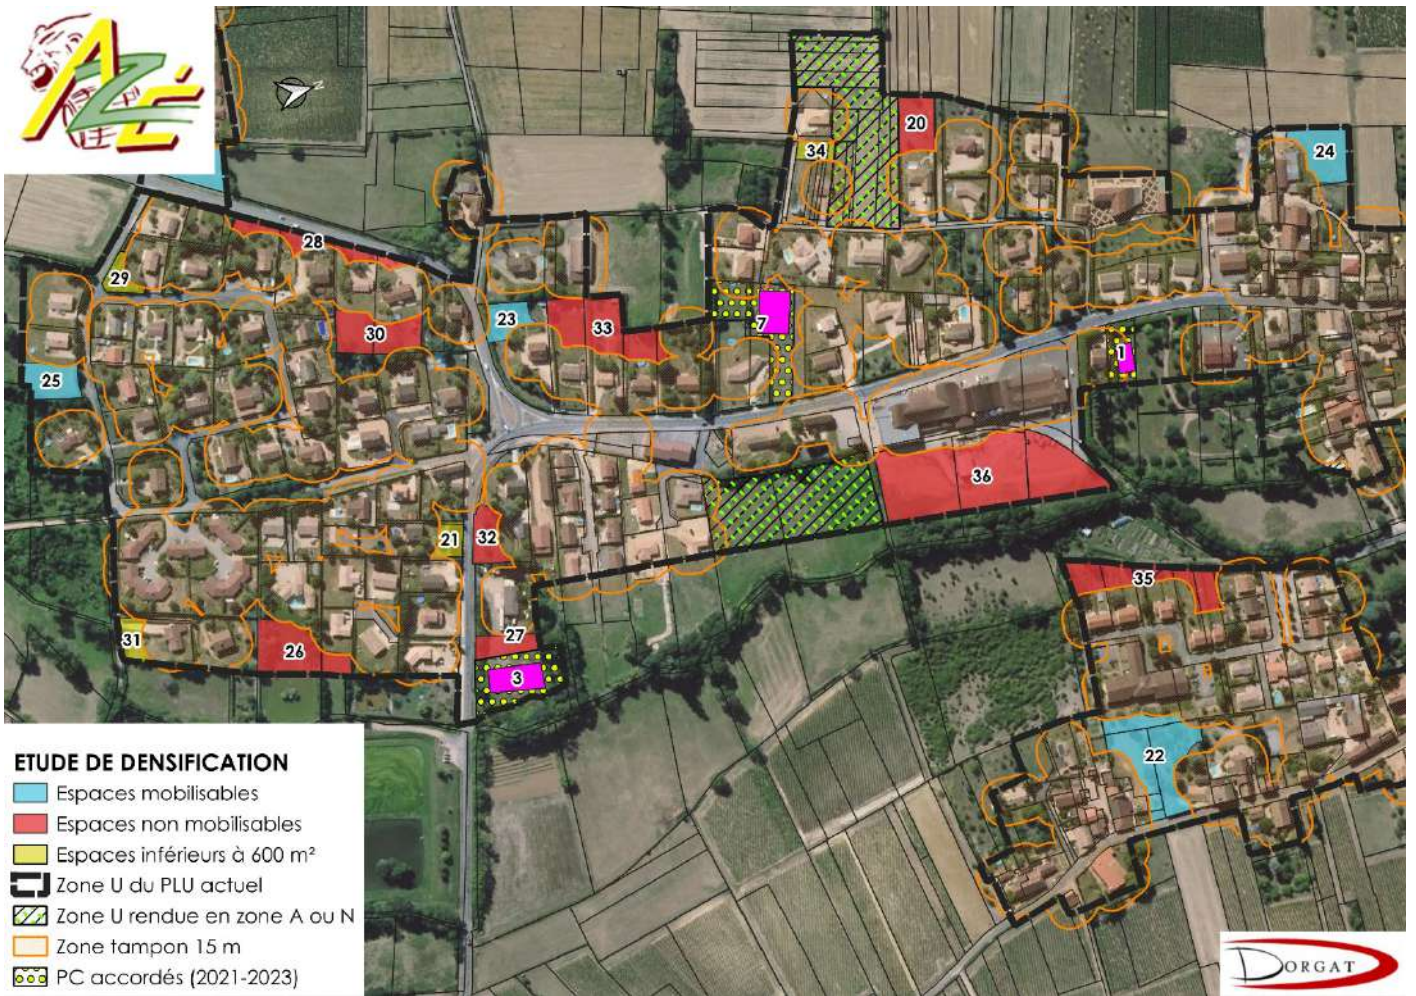 AZÉ
N
20
34
24
28
29
23
33
7
30
1
25
36
21
32
35
27
31
26
3
22
ETUDE DE DENSIFICATION
Espaces mobilisables
Espaces non mobilisables
Espaces inférieurs à 600 m²
Zone U du PLU actuel
Zone U rendue en zone A ou N
Zone tampon 15 m
PC accordés (2021-2023)
DORGAT